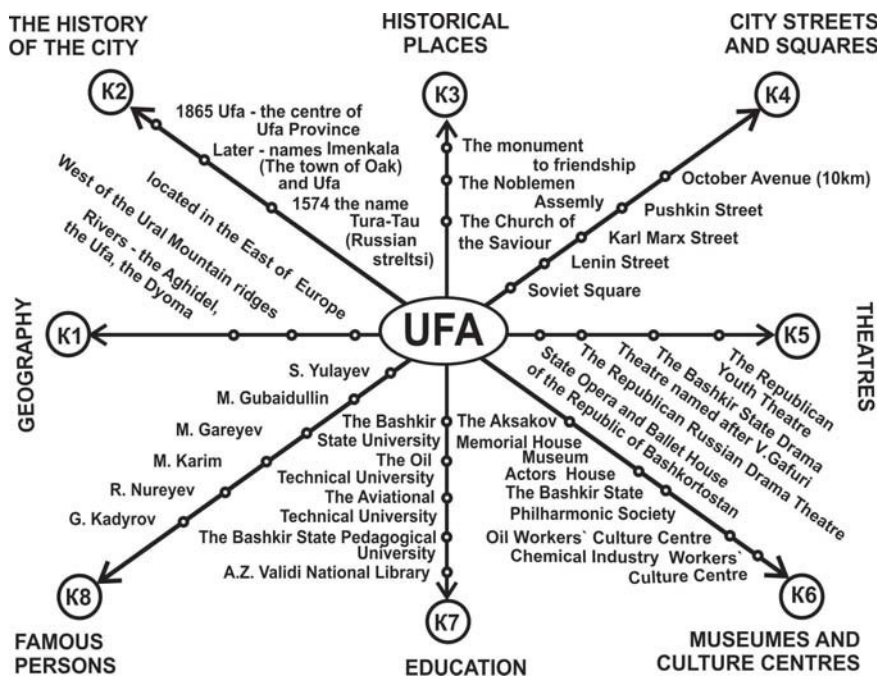 THE HISTORY
OF THE CITY
K2
1865 Ufa - the centre of
Ufa Province
Later - names Imenkala
(The town of Oak)
and Ufa
1574 the name
Tura-Tau
(Russian
streltsi)
HISTORICAL
PLACES
K3
The monument
to friendship
The Noblemen
Assemly
The Church of
the Saviour
CITY STREETS
AND SQUARES
K4
October Avenue (10km)
Pushkin Street
Karl Marx Street
Lenin Street
Soviet Square
GEOGRAPHY
K1
located in the East of Europe
West of the Ural Mountain ridges
Rivers - the Aghidel,
the Ufa, the Dyoma
UFA
THEATRES
K5
The Republican
Youth Theatre
The Bashkir State Drama
Theatre named after V.Gafuri
The Republican Russian Drama Theatre
State Opera and Ballet House
of the Republic of Bashkortostan
S. Yulayev
M. Gubaidullin
M. Gareyev
M. Karim
R. Nureyev
G. Kadyrov
K8
FAMOUS
PERSONS
The Bashkir
State University
The Oil
Technical University
The Aviational
Technical University
The Bashkir State Pedagogical
University
A.Z. Validi National Library
K7
EDUCATION
The Aksakov
Memorial House
Museum
Actors House
The Bashkir State
Philharmonic Society
Oil Workers` Culture Centre
Chemical Industry Workers`
Culture Centre
K6
MUSEUMES AND
CULTURE CENTRES